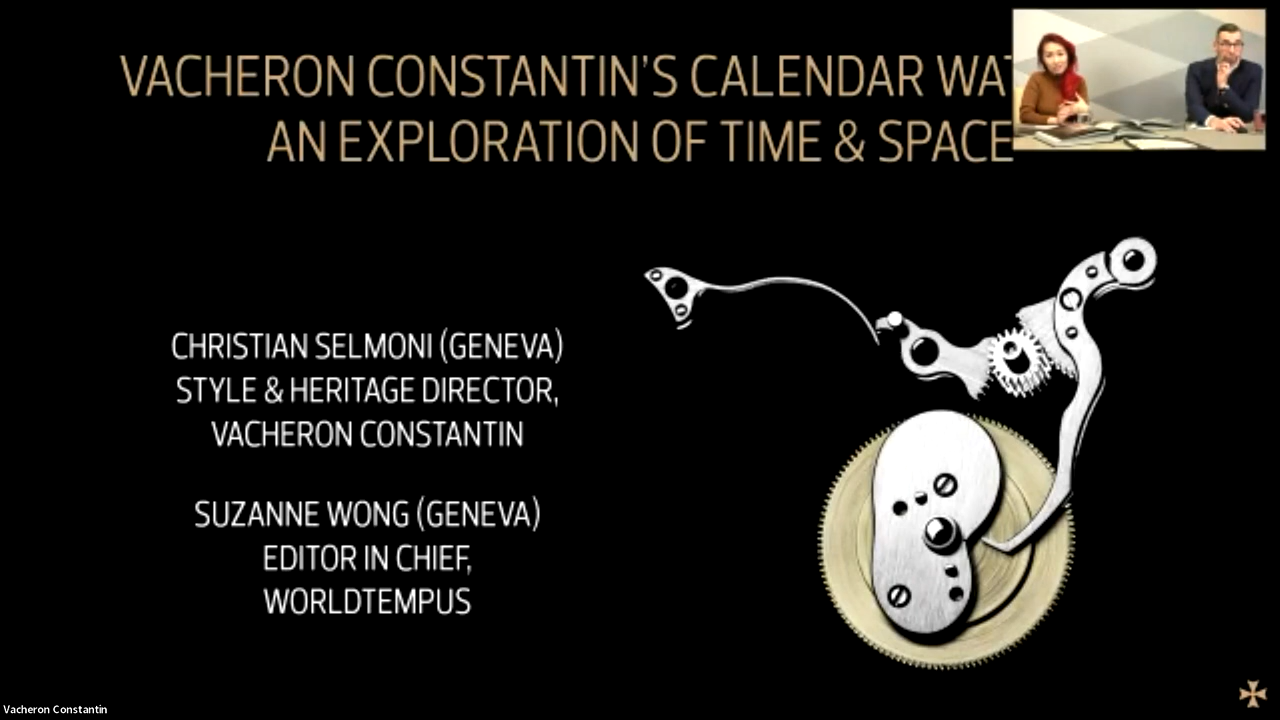 VACHERON CONSTANTIN'S CALENDAR WAT
AN EXPLORATION OF TIME & SPACE
CHRISTIAN SELMONI (GENEVA)
STYLE & HERITAGE DIRECTOR,
VACHERON CONSTANTIN
SUZANNE WONG (GENEVA)
EDITOR IN CHIEF,
WORLDTEMPUS
Vacheron Constantin